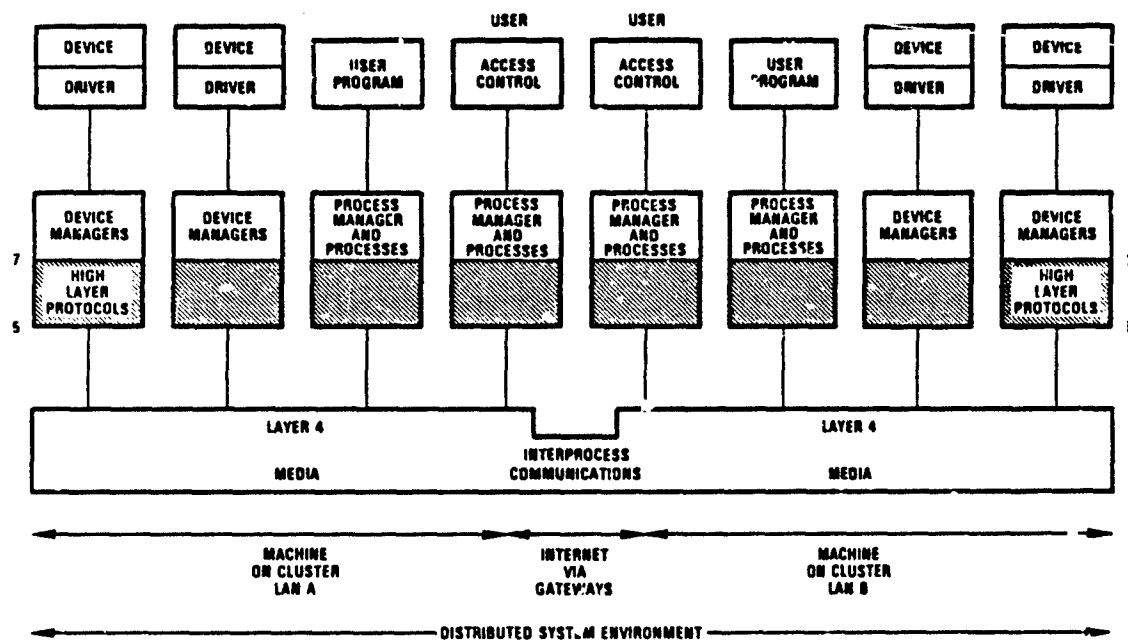 USER USER
DEVICE DEVICE USER ACCESS ACCESS USER DEVICE DEVICE
DRIVER DRIVER PROGRAM CONTROL CONTROL DRIVER DRIVER
DEVICE MANAGERS
DEVICE MANAGERS
PROCESS MANAGER AND PROCESSES
PROCESS MANAGER AND PROCESSES
PROCESS MANAGER AND PROCESSES
PROCESS MANAGER AND PROCESSES
DEVICE MANAGERS
DEVICE MANAGERS
7
HIGH LAYER PROTOCOLS
HIGH LAYER PROTOCOLS
5
LAYER 4 LAYER 4
INTERPROCESS
MEDIA COMMUNICATIONS MEDIA
MACHINE INTERNET MACHINE
ON CLUSTER VIA ON CLUSTER
LAN A LAN B
DISTRIBUTED SYSTEM ENVIRONMENT